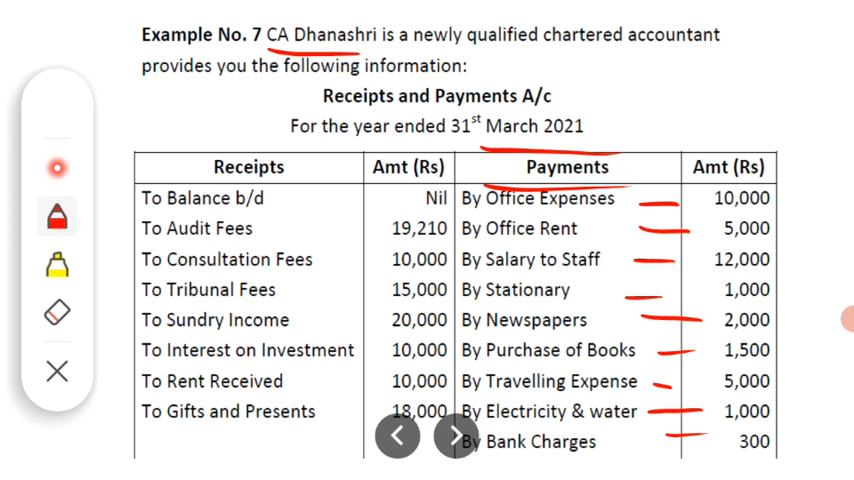 Example No. 7 CA Dhanashri is a newly qualified chartered accountant
provides you the following information:
Receipts and Payments A/c
For the year ended 31st March 2021
Receipts Amt (Rs) Payments Amt (Rs)
To Balance b/d Nil By Office Expenses 10,000
To Audit Fees 19,210 By Office Rent 5,000
To Consultation Fees 10,000 By Salary to Staff 12,000
To Tribunal Fees 15,000 By Stationary 1,000
To Sundry Income 20,000 By Newspapers 2,000
To Interest on Investment 10,000 By Purchase of Books 1,500
To Rent Received 10,000 By Travelling Expense 5,000
To Gifts and Presents 18,000 By Electricity & water 1,000
By Bank Charges 300